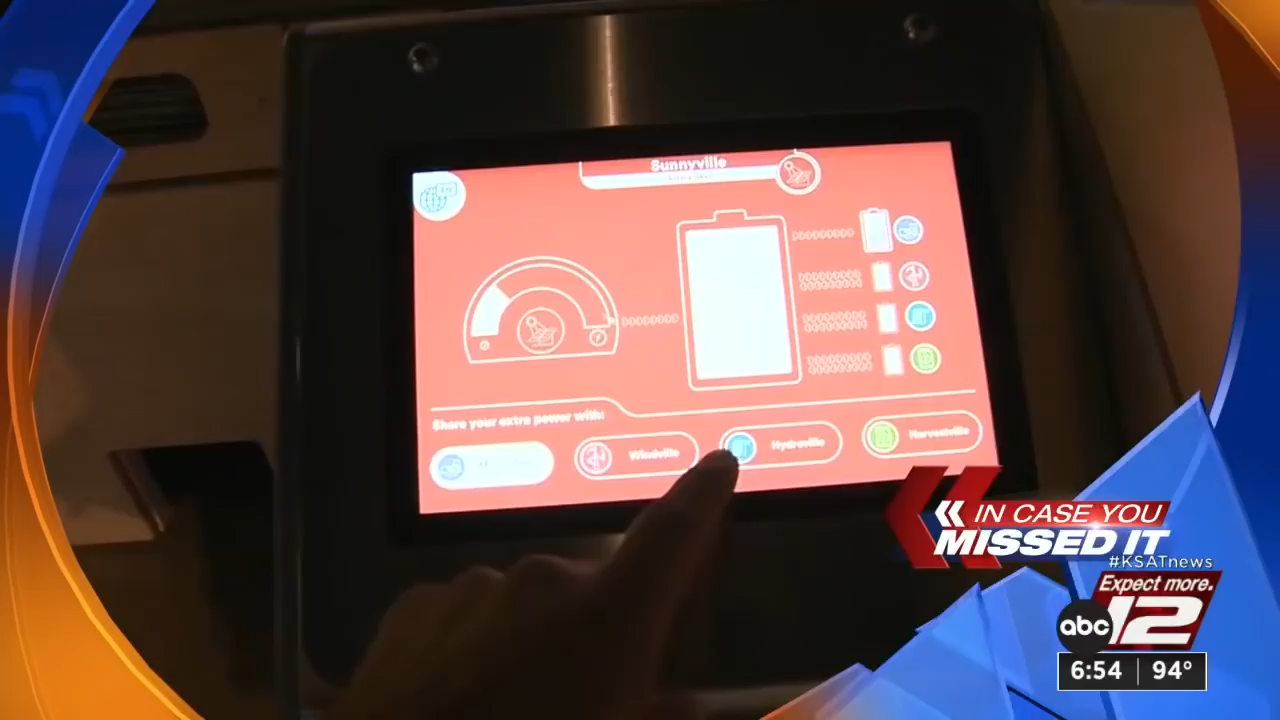 Sunnyville
EN
Share your extra power with:
Windville
Hydroville
Harvestville
IN CASE YOU
MISSED IT
#KSATnews
Expect more.
abc 12
6:54 94°